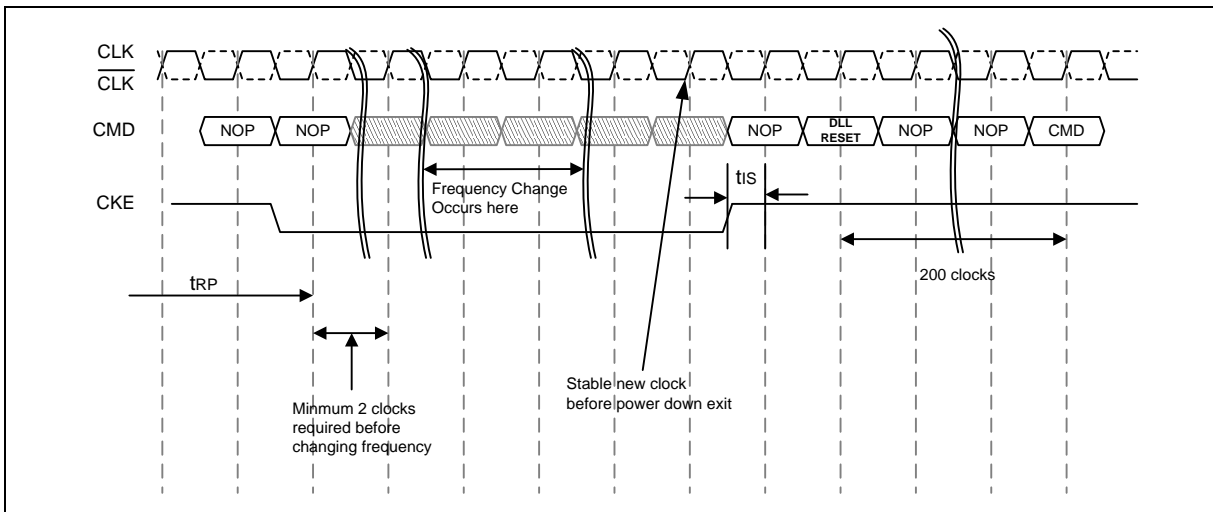 CLK
CLK
CMD
NOP
NOP
NOP
DLL
RESET
NOP
NOP
CMD
CKE
Frequency Change
Occurs here
tIS
200 clocks
tRP
Minmum 2 clocks
required before
changing frequency
Stable new clock
before power down exit